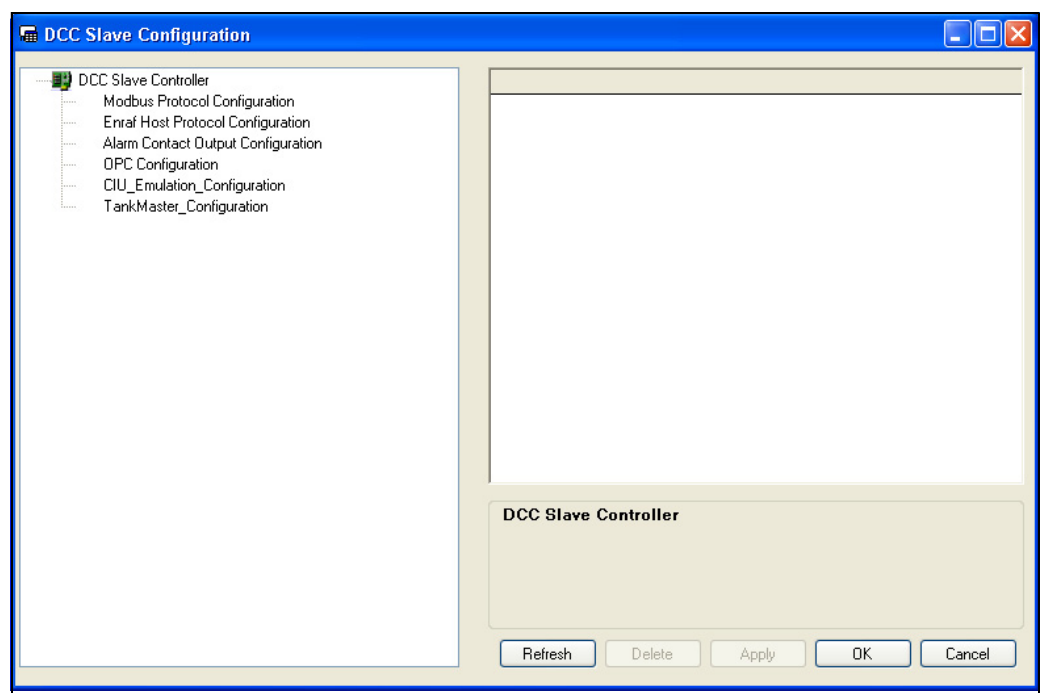 DCC Slave Configuration
DCC Slave Controller
Modbus Protocol Configuration
Enraf Host Protocol Configuration
Alarm Contact Output Configuration
OPC Configuration
CIU_Emulation_Configuration
TankMaster_Configuration
DCC Slave Controller
Refresh Delete Apply OK Cancel